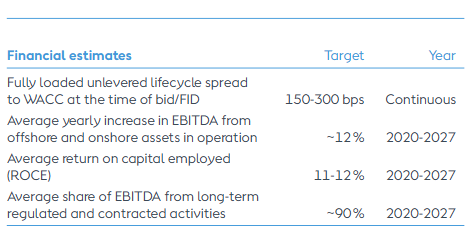 Financial estimates Target Year
Fully loaded unlevered lifecycle spread
to WACC at the time of bid/FID 150-300 bps Continuous
Average yearly increase in EBITDA from
offshore and onshore assets in operation ~12% 2020-2027
Average return on capital employed
(ROCE) 11-12% 2020-2027
Average share of EBITDA from long-term
regulated and contracted activities ~90% 2020-2027